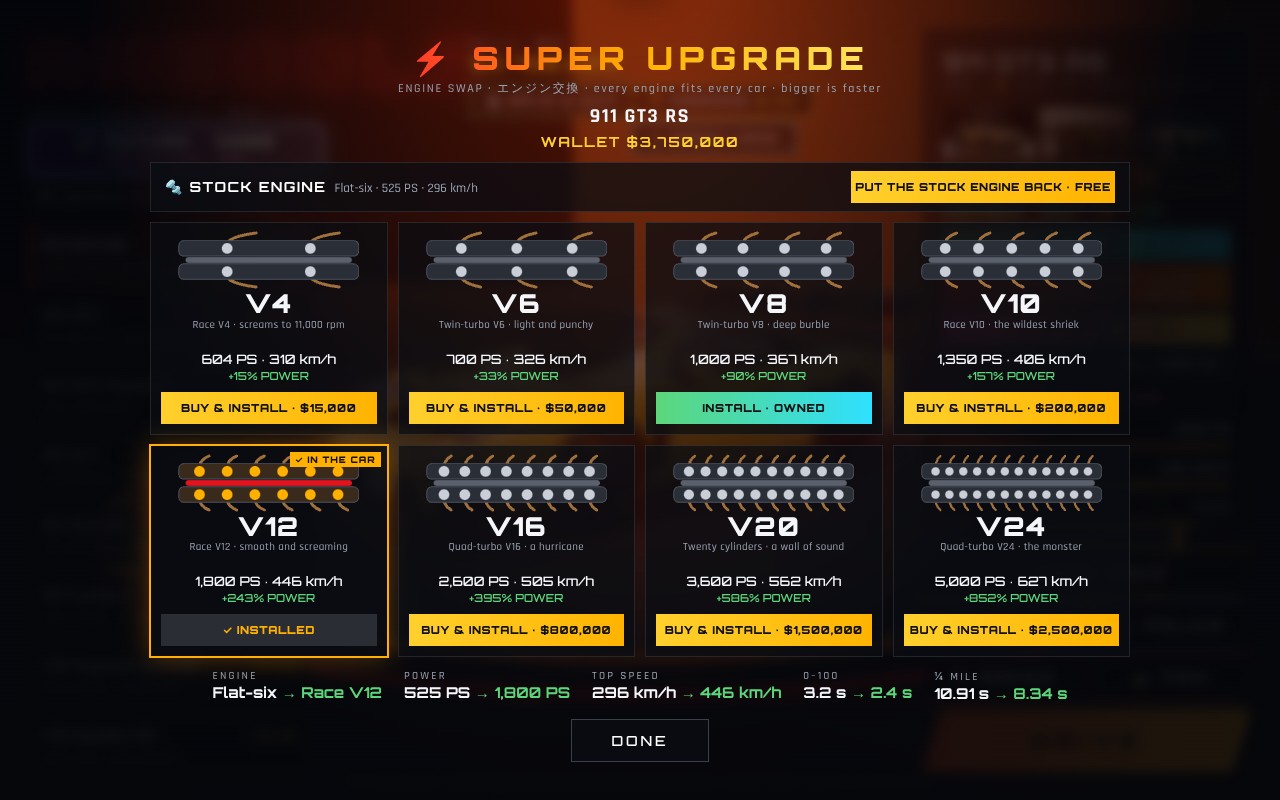 ⚡ SUPER UPGRADE
ENGINE SWAP · エンジン交換 · every engine fits every car · bigger is faster
911 GT3 RS
WALLET $3,750,000
🔩 STOCK ENGINE Flat-six · 525 PS · 296 km/h
PUT THE STOCK ENGINE BACK · FREE
V4
Race V4 · screams to 11,000 rpm
604 PS · 310 km/h
+15% POWER
BUY & INSTALL · $15,000
V6
Twin-turbo V6 · light and punchy
700 PS · 326 km/h
+33% POWER
BUY & INSTALL · $50,000
V8
Twin-turbo V8 · deep burble
1,000 PS · 367 km/h
+90% POWER
INSTALL · OWNED
V10
Race V10 · the wildest shriek
1,350 PS · 406 km/h
+157% POWER
BUY & INSTALL · $200,000
✓ IN THE CAR
V12
Race V12 · smooth and screaming
1,800 PS · 446 km/h
+243% POWER
✓ INSTALLED
V16
Quad-turbo V16 · a hurricane
2,600 PS · 505 km/h
+395% POWER
BUY & INSTALL · $800,000
V20
Twenty cylinders · a wall of sound
3,600 PS · 562 km/h
+586% POWER
BUY & INSTALL · $1,500,000
V24
Quad-turbo V24 · the monster
5,000 PS · 627 km/h
+852% POWER
BUY & INSTALL · $2,500,000
ENGINE
Flat-six → Race V12
POWER
525 PS → 1,800 PS
TOP SPEED
296 km/h → 446 km/h
0-100
3.2 s → 2.4 s
¼ MILE
10.91 s → 8.34 s
DONE